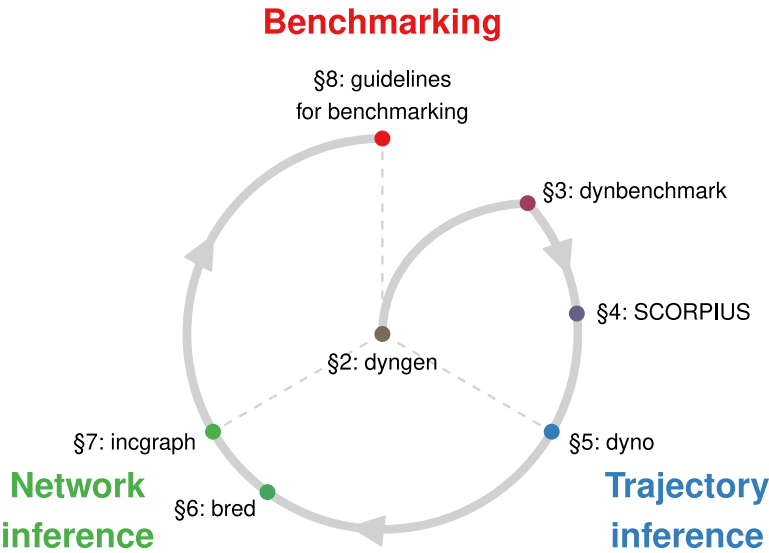 Benchmarking
§8: guidelines
for benchmarking
§3: dynbenchmark
§4: SCORPIUS
§2: dyngen
§7: incgraph
§5: dyno
Network
inference
§6: bred
Trajectory
inference